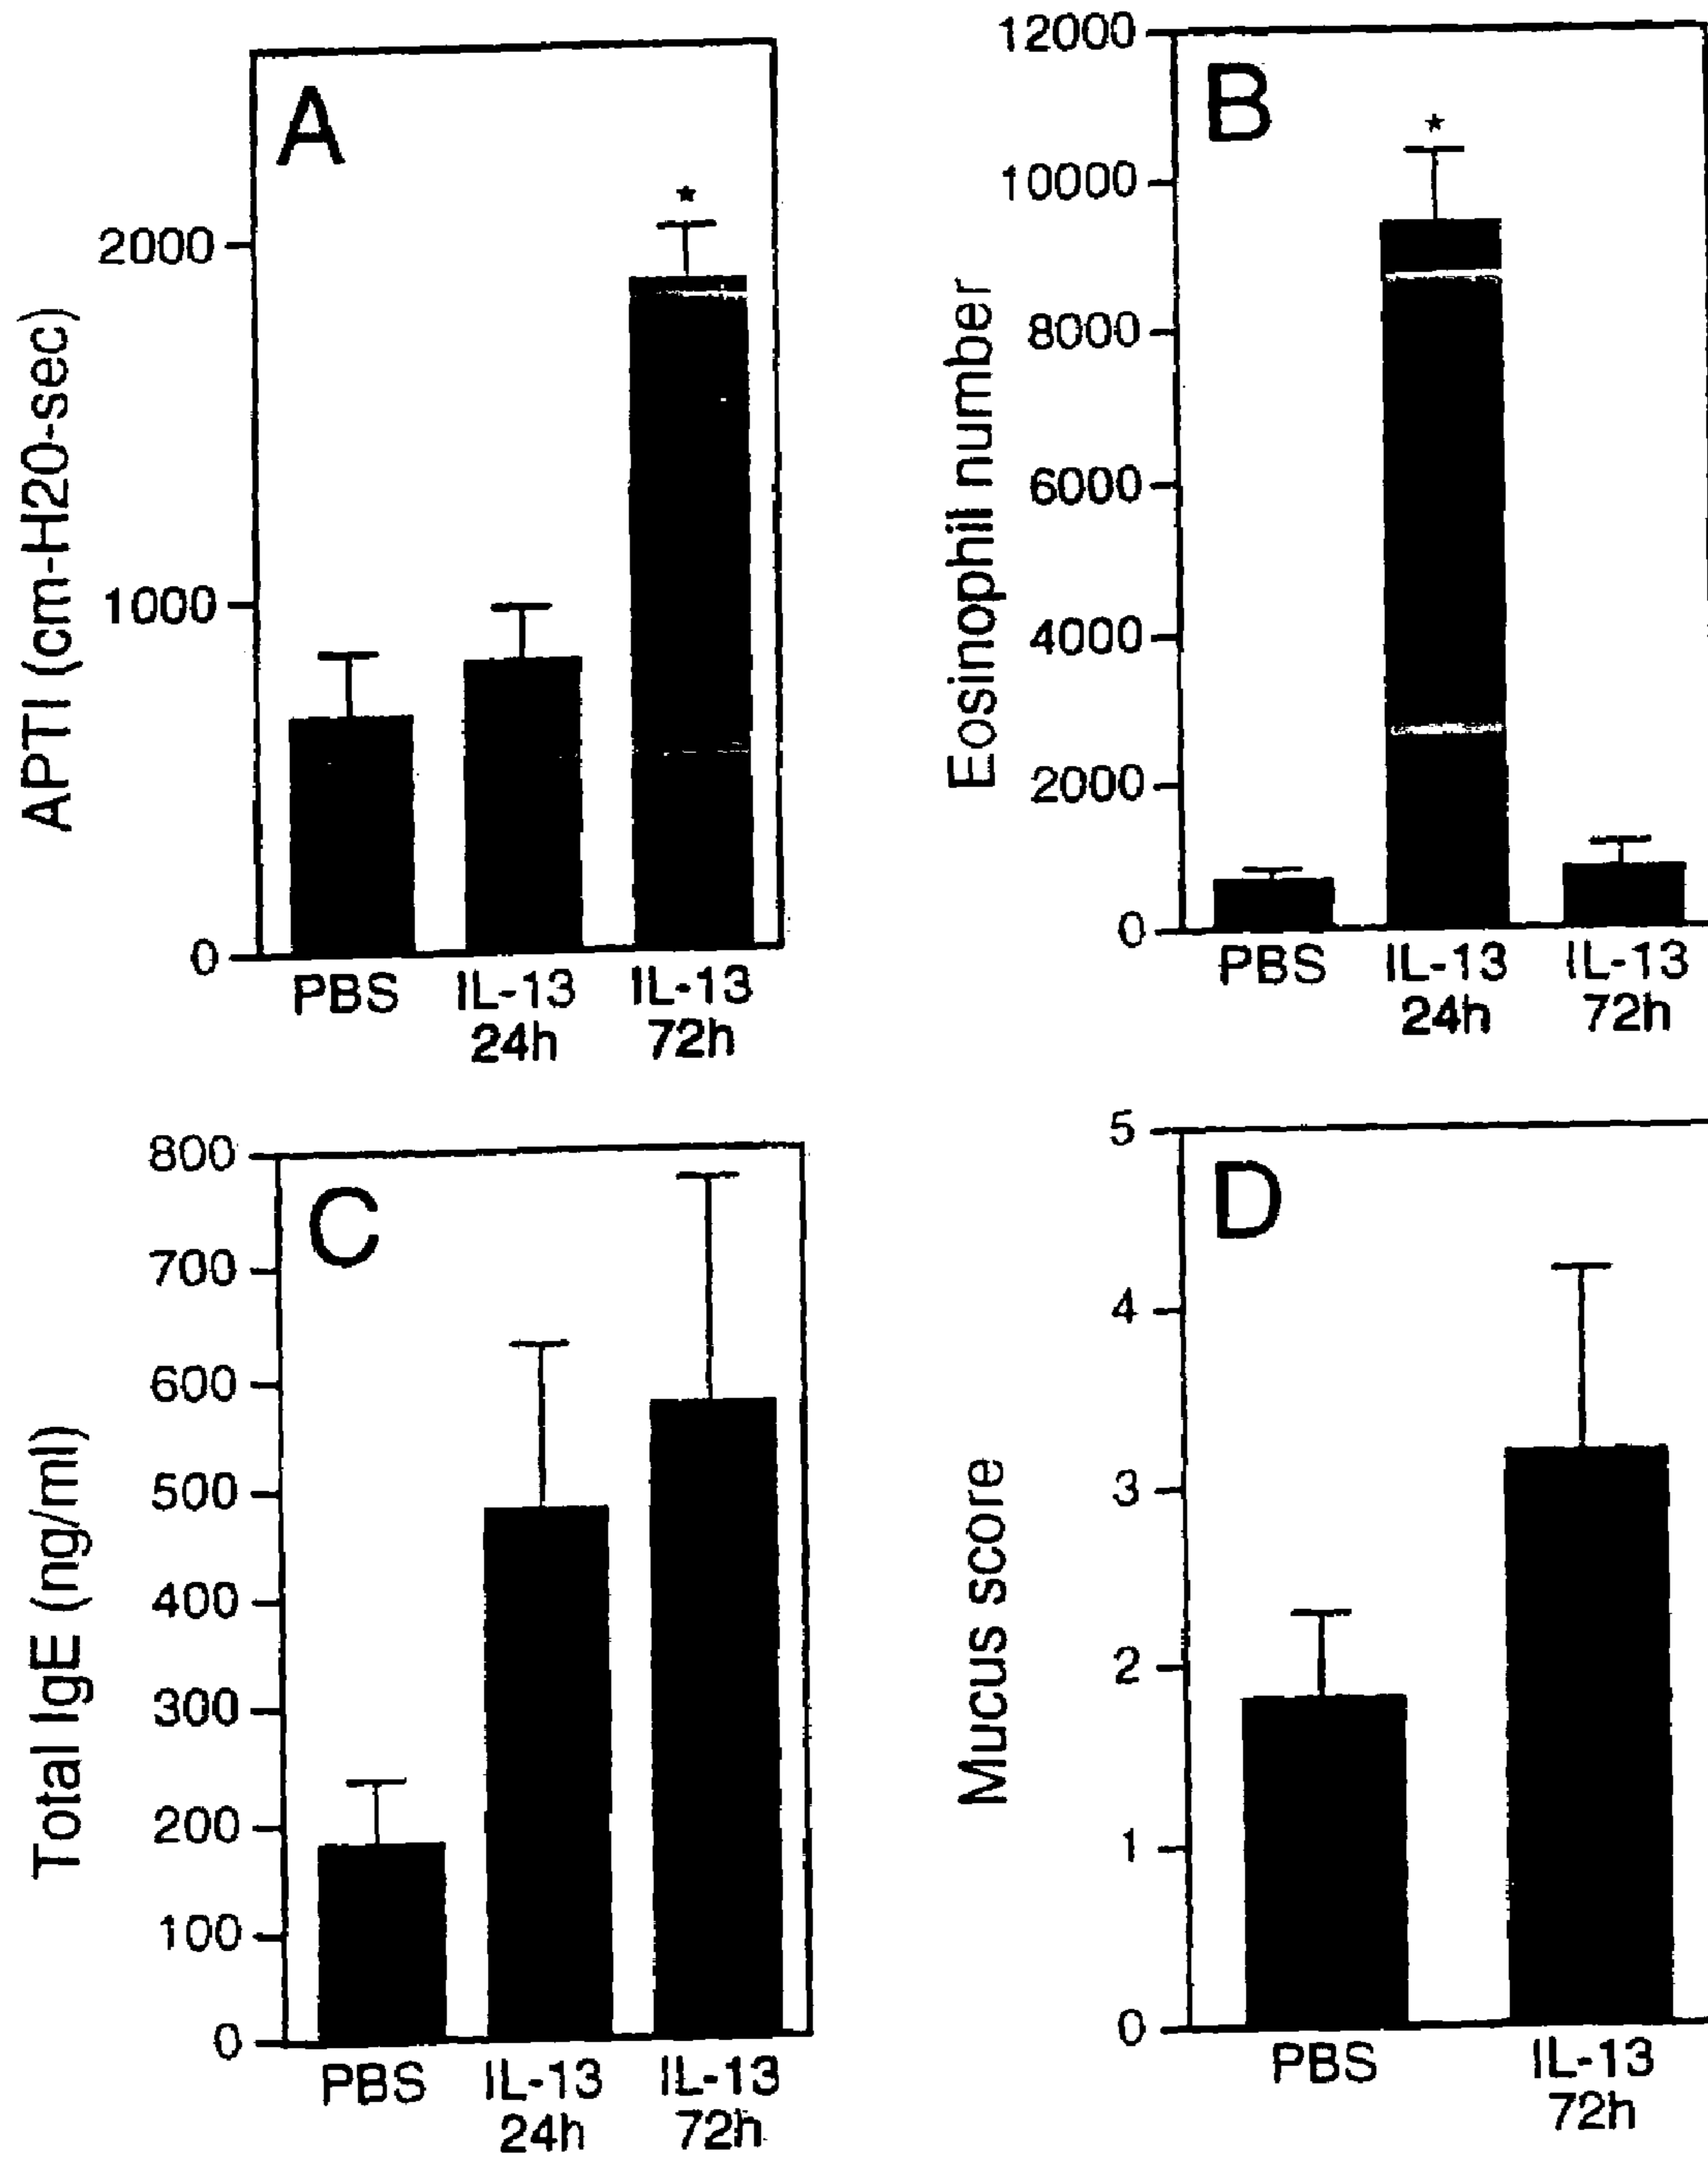 A
2000
1000
0
APTI (cm-H20-sec)
PBS
IL-13
24h
IL-13
72h
*
B
12000
10000
8000
6000
4000
2000
0
Eosinophil number
PBS
IL-13
24h
IL-13
72h
*
C
800
700
600
500
400
300
200
100
0
Total IgE (ng/ml)
PBS
IL-13
24h
IL-13
72h
D
5
4
3
2
1
0
Mucus score
PBS
IL-13
72h